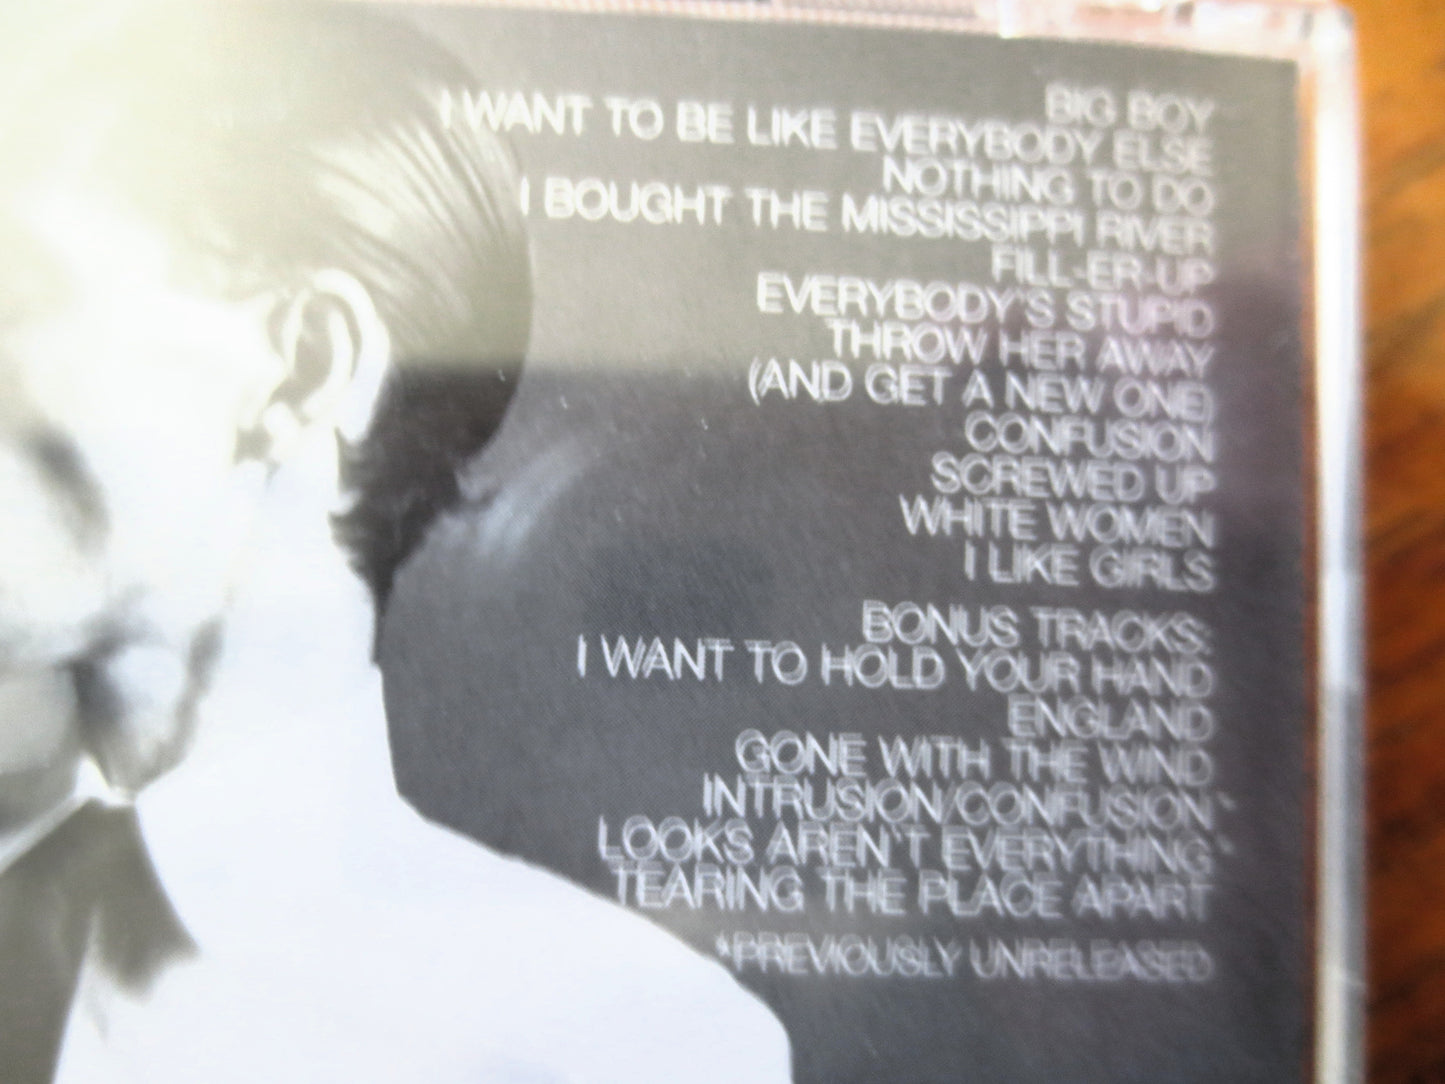 BIG BOY
I WANT TO BE LIKE EVERYBODY ELSE
NOTHING TO DO
I BOUGHT THE MISSISSIPPI RIVER
FILL-ER-UP
EVERYBODY'S STUPID
THROW HER AWAY
(AND GET A NEW ONE)
CONFUSION
SCREWED UP
WHITE WOMEN
I LIKE GIRLS
BONUS TRACKS:
I WANT TO HOLD YOUR HAND
ENGLAND
GONE WITH THE WIND
INTRUSION/CONFUSION*
LOOKS AREN'T EVERYTHING*
TEARING THE PLACE APART
*PREVIOUSLY UNRELEASED